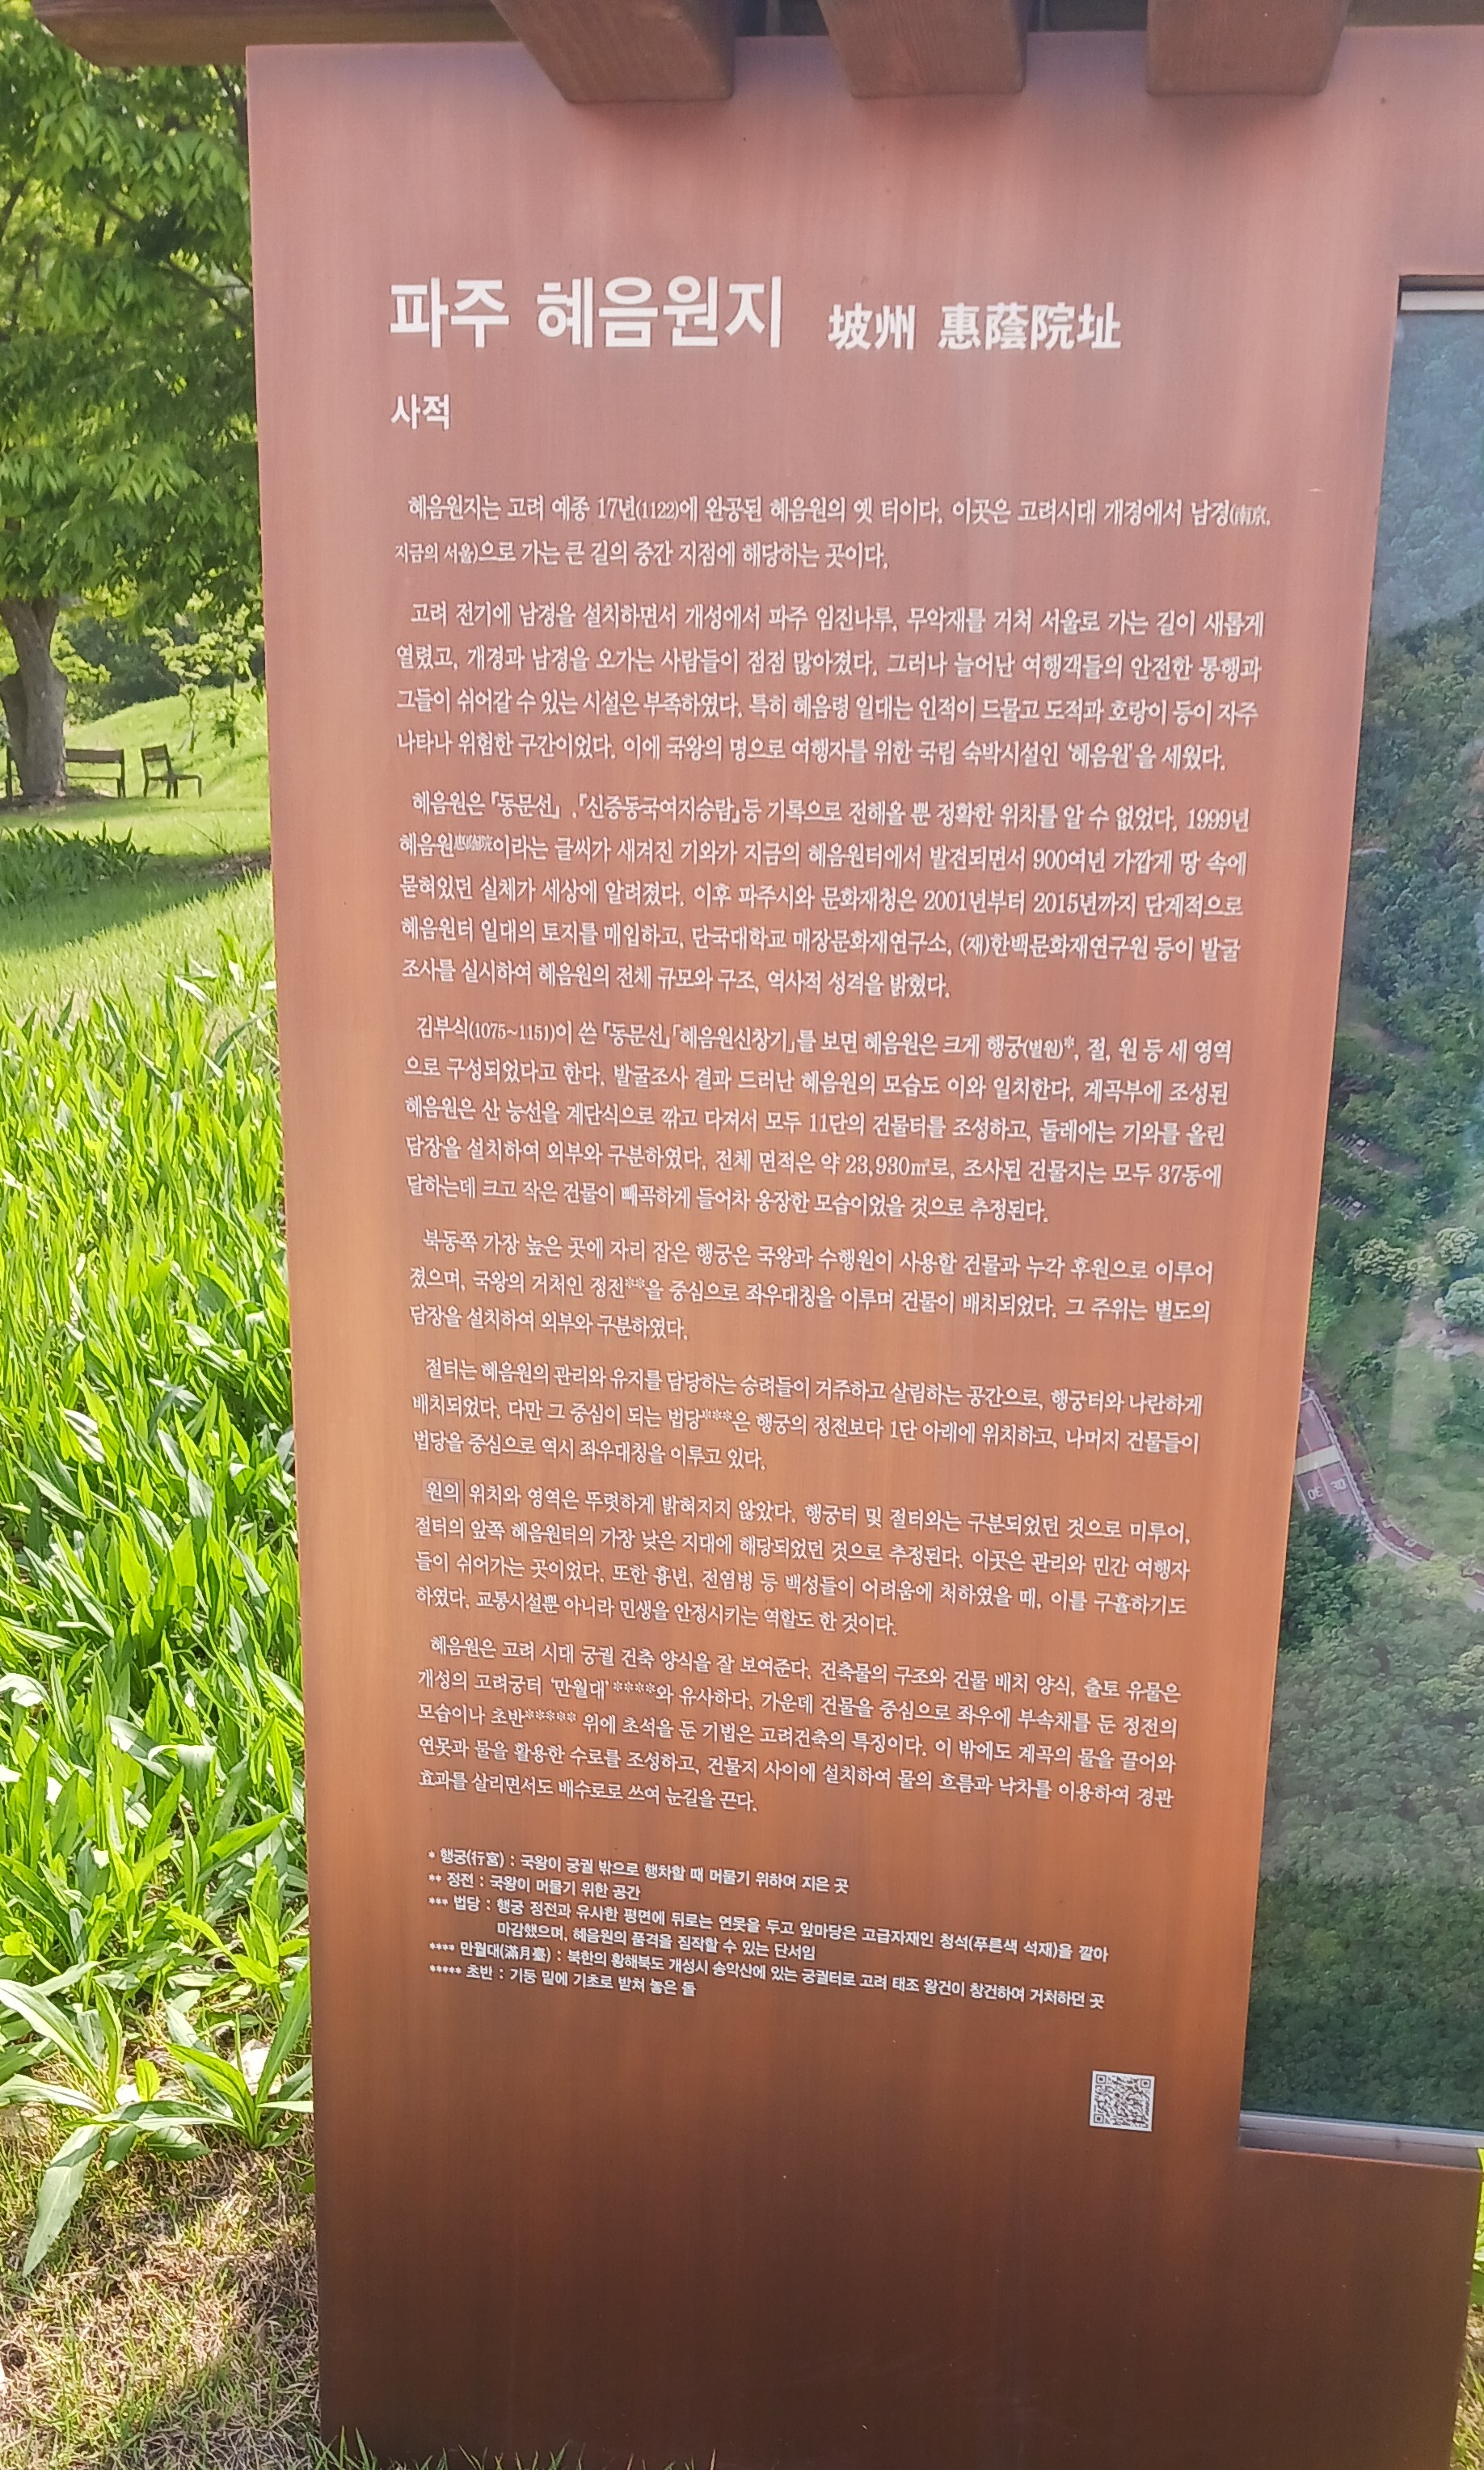 파주 혜음원지 坡州 惠蔭院址
사적
혜음원지는 고려 예종 17년(1122)에 완공된 혜음원의 옛 터이다. 이곳은 고려시대 개경에서 남경(南京,
지금의 서울)으로 가는 큰 길의 중간 지점에 해당하는 곳이다.
고려 전기에 남경을 설치하면서 개성에서 파주 임진나루, 무악재를 거쳐 서울로 가는 길이 새롭게
열렸고, 개경과 남경을 오가는 사람들이 점점 많아졌다. 그러나 늘어난 여행객들의 안전한 통행과
그들이 쉬어갈 수 있는 시설은 부족하였다. 특히 혜음령 일대는 인적이 드물고 도적과 호랑이 등이 자주
나타나 위험한 구간이었다. 이에 국왕의 명으로 여행자를 위한 국립 숙박시설인 ‘혜음원’을 세웠다.
혜음원은 『동문선』, 『신증동국여지승람』 등 기록으로 전해올 뿐 정확한 위치를 알 수 없었다. 1999년
혜음원惠蔭院이라는 글씨가 새겨진 기와가 지금의 혜음원터에서 발견되면서 900여년 가깝게 땅 속에
묻혀있던 실체가 세상에 알려졌다. 이후 파주시와 문화재청은 2001년부터 2015년까지 단계적으로
혜음원터 일대의 토지를 매입하고, 단국대학교 매장문화재연구소, (재)한백문화재연구원 등이 발굴
조사를 실시하여 혜음원의 전체 규모와 구조, 역사적 성격을 밝혔다.
김부식(1075~1151)이 쓴 『동문선』「혜음원신창기」를 보면 혜음원은 크게 행궁(별원)*, 절, 원 등 세 영역
으로 구성되었다고 한다. 발굴조사 결과 드러난 혜음원의 모습도 이와 일치한다. 계곡부에 조성된
혜음원은 산 능선을 계단식으로 깎고 다져서 모두 11단의 건물터를 조성하고, 둘레에는 기와를 올린
담장을 설치하여 외부와 구분하였다. 전체 면적은 약 23,930㎡로, 조사된 건물지는 모두 37동에
달하는데 크고 작은 건물이 빼곡하게 들어차 웅장한 모습이었을 것으로 추정된다.
북동쪽 가장 높은 곳에 자리 잡은 행궁은 국왕과 수행원이 사용할 건물과 누각 후원으로 이루어
졌으며, 국왕의 거처인 정전**을 중심으로 좌우대칭을 이루며 건물이 배치되었다. 그 주위는 별도의
담장을 설치하여 외부와 구분하였다.
절터는 혜음원의 관리와 유지를 담당하는 승려들이 거주하고 살림하는 공간으로, 행궁터와 나란하게
배치되었다. 다만 그 중심이 되는 법당***은 행궁의 정전보다 1단 아래에 위치하고, 나머지 건물들이
법당을 중심으로 역시 좌우대칭을 이루고 있다.
원의 위치와 영역은 뚜렷하게 밝혀지지 않았다. 행궁터 및 절터와는 구분되었던 것으로 미루어,
절터의 앞쪽 혜음원터의 가장 낮은 지대에 해당되었던 것으로 추정된다. 이곳은 관리와 민간 여행자
들이 쉬어가는 곳이었다. 또한 흉년, 전염병 등 백성들이 어려움에 처하였을 때, 이를 구휼하기도
하였다. 교통시설뿐 아니라 민생을 안정시키는 역할도 한 것이다.
혜음원은 고려 시대 궁궐 건축 양식을 잘 보여준다. 건축물의 구조와 건물 배치 양식, 출토 유물은
개성의 고려궁터 ‘만월대’****와 유사하다. 가운데 건물을 중심으로 좌우에 부속채를 둔 정전의
모습이나 초반***** 위에 초석을 둔 기법은 고려건축의 특징이다. 이 밖에도 계곡의 물을 끌어와
연못과 물을 활용한 수로를 조성하고, 건물지 사이에 설치하여 물의 흐름과 낙차를 이용하여 경관
효과를 살리면서도 배수로로 쓰여 눈길을 끈다.
* 행궁(行宮) : 국왕이 궁궐 밖으로 행차할 때 머물기 위하여 지은 곳
** 정전 : 국왕이 머물기 위한 공간
*** 법당 : 행궁 정전과 유사한 평면에 뒤로는 연못을 두고 앞마당은 고급자재인 청석(푸른색 석재)을 깔아
마감했으며, 혜음원의 품격을 짐작할 수 있는 단서임
**** 만월대(滿月臺) : 북한의 황해북도 개성시 송악산에 있는 궁궐터로 고려 태조 왕건이 창건하여 거처하던 곳
***** 초반 : 기둥 밑에 기초로 받쳐 놓은 돌
30 30